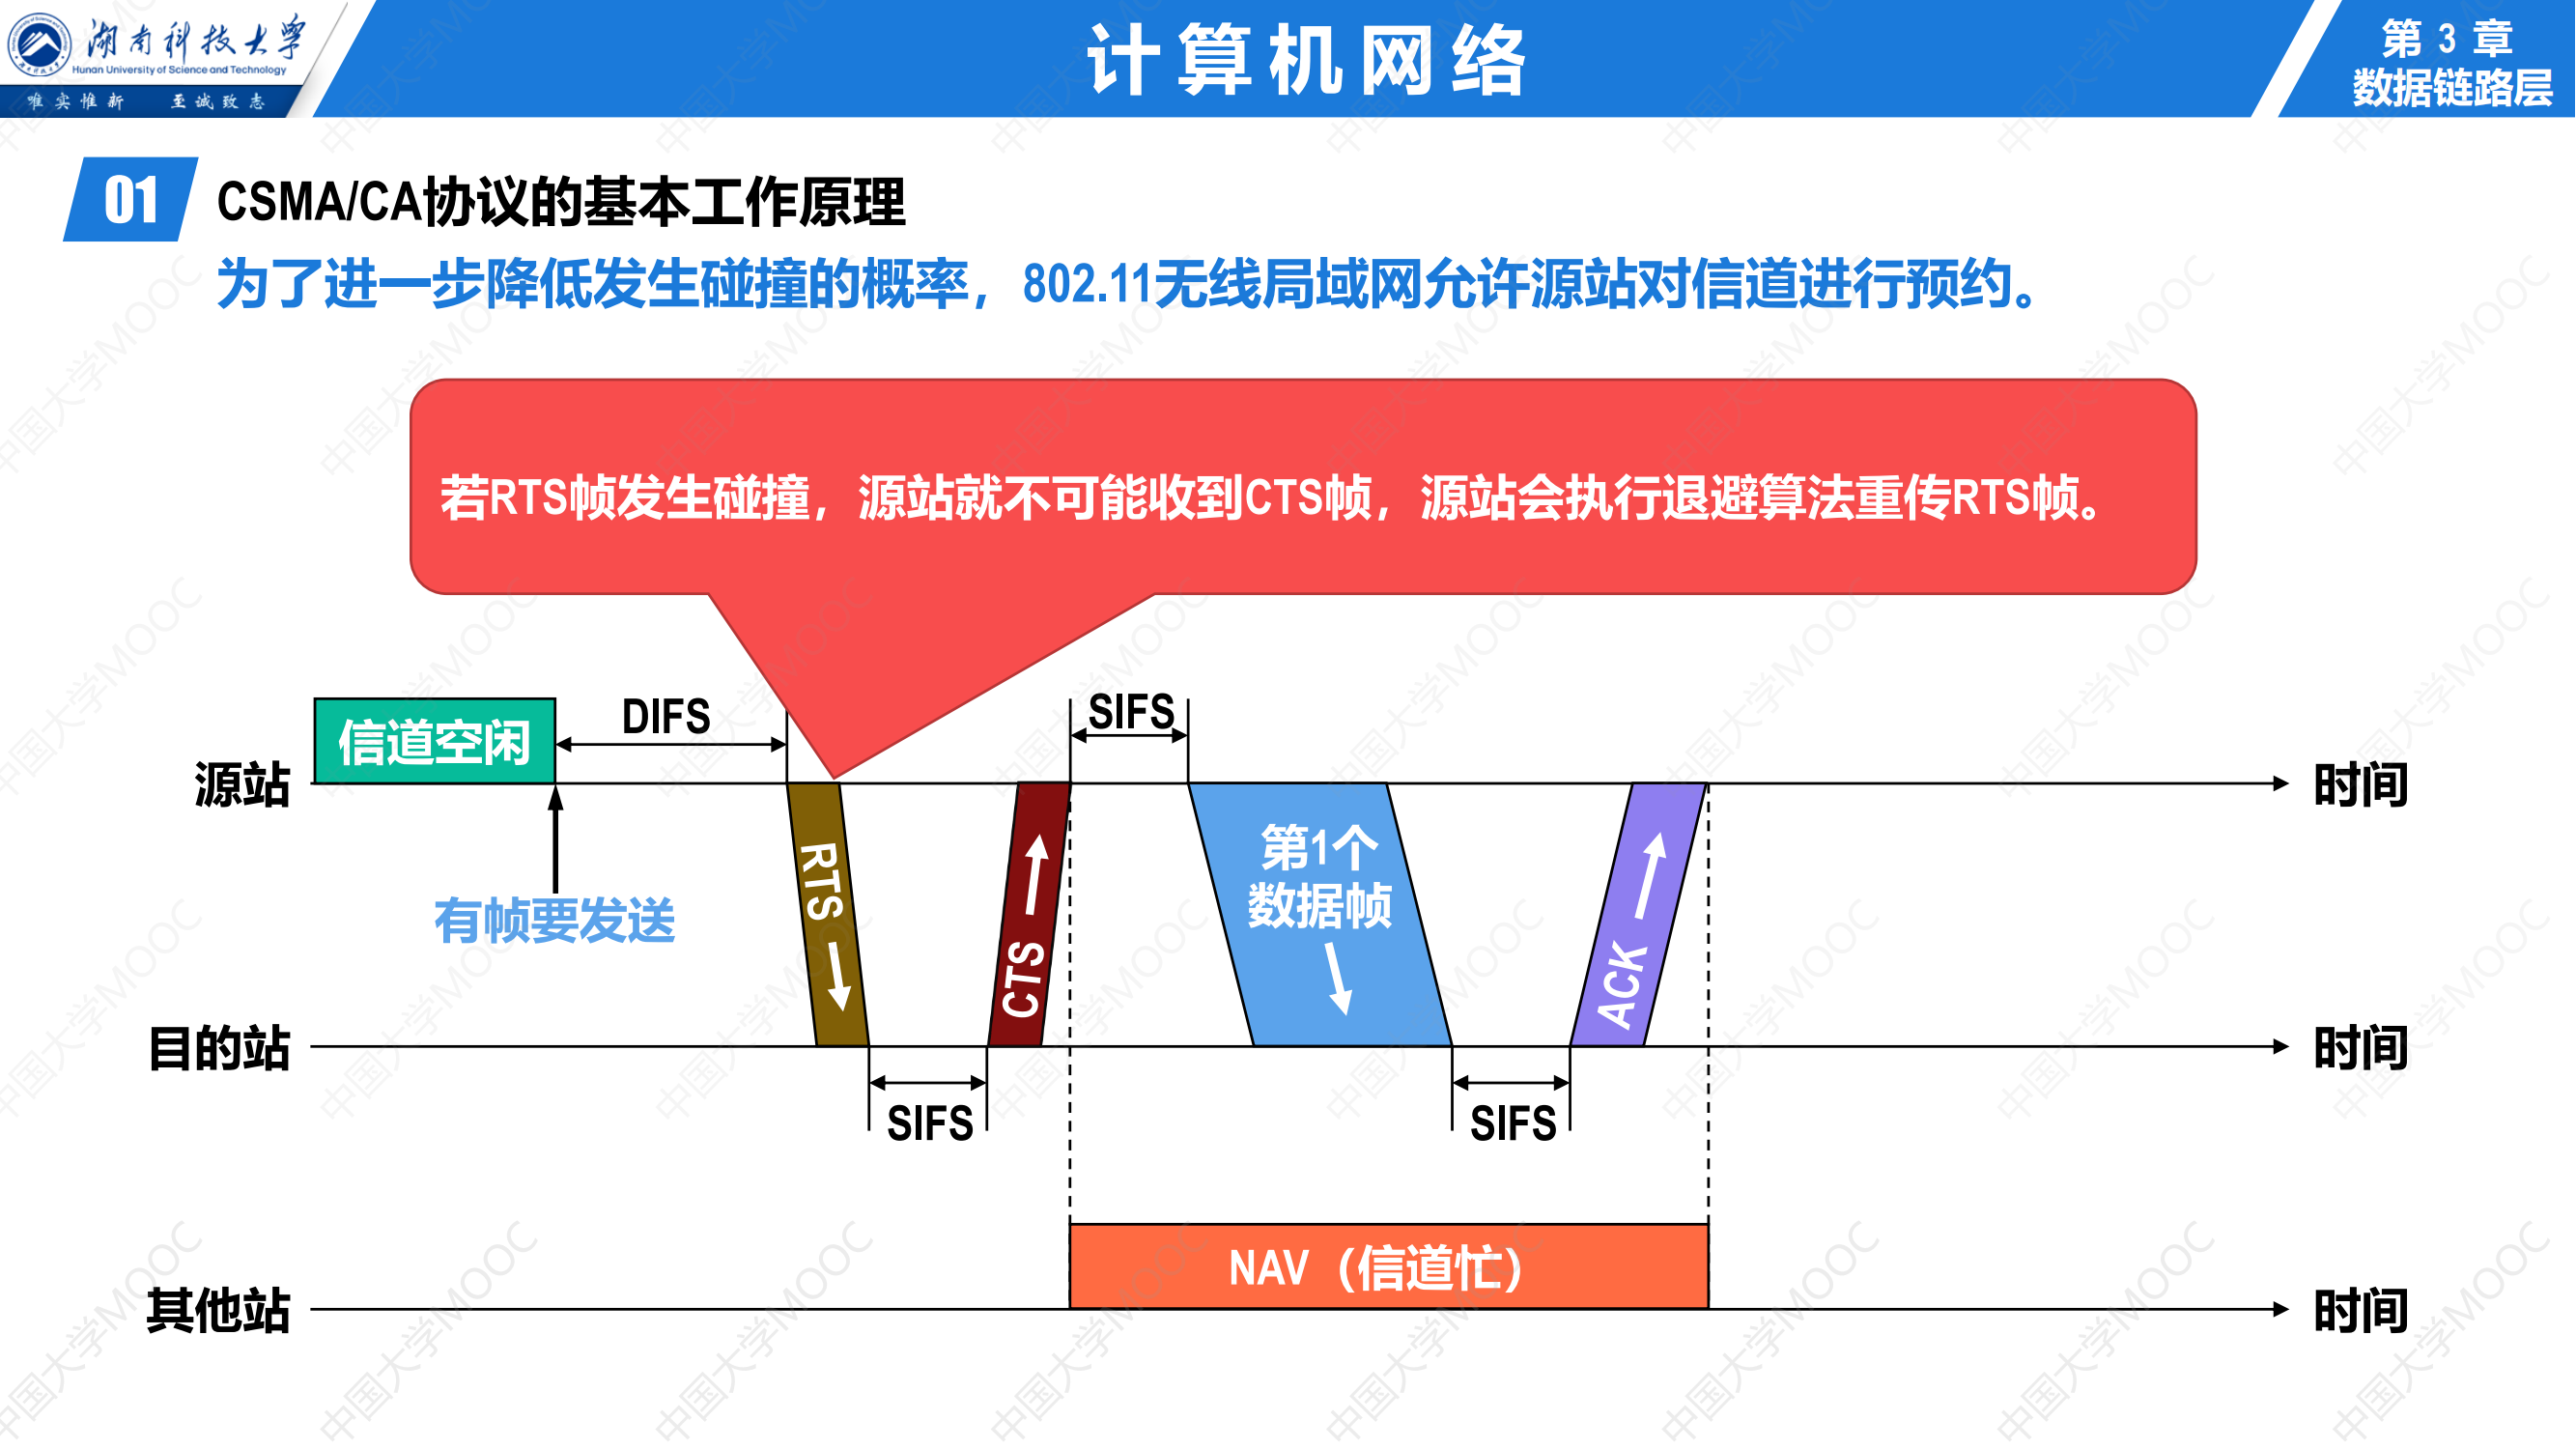 湖南科技大学
Hunan University of Science and Technology
唯实惟新 至诚致志
计算机网络
第 3 章
数据链路层
01
CSMA/CA协议的基本工作原理
为了进一步降低发生碰撞的概率，802.11无线局域网允许源站对信道进行预约。
若RTS帧发生碰撞，源站就不可能收到CTS帧，源站会执行退避算法重传RTS帧。
信道空闲
DIFS
SIFS
源站
时间
有帧要发送
RTS
CTS
第1个
数据帧
ACK
目的站
时间
SIFS
SIFS
NAV（信道忙）
其他站
时间
中国大学MOOC